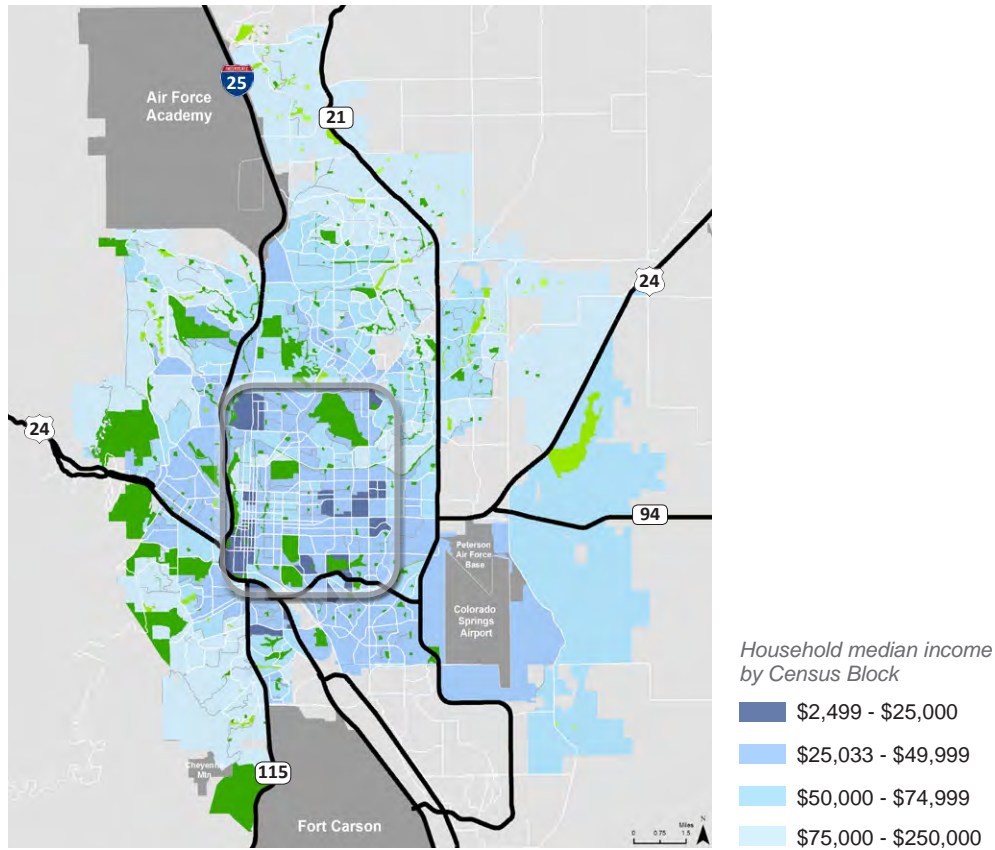 INTERSTATE
25
Air Force
Academy
21
24
24
94
Peterson
Air Force
Base
Colorado
Springs
Airport
Household median income
by Census Block
$2,499 - $25,000
$25,033 - $49,999
$50,000 - $74,999
$75,000 - $250,000
Cheyenne
Mtn
115
Fort Carson
Miles
0 0.75 1.5
N